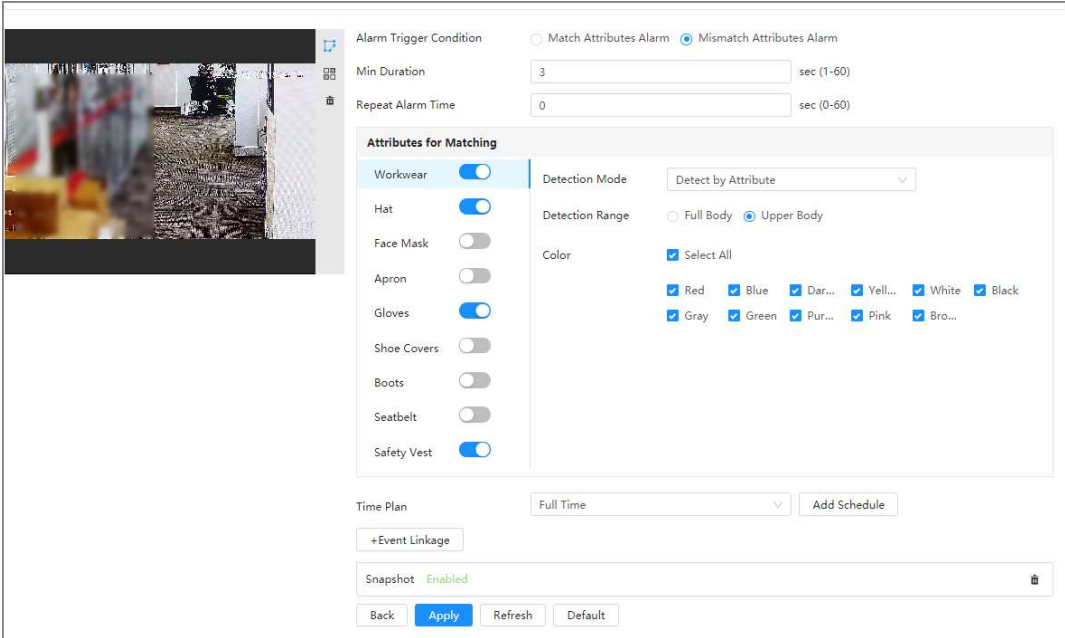 Alarm Trigger Condition Match Attributes Alarm Mismatch Attributes Alarm
Min Duration 3 sec (1-60)
Repeat Alarm Time 0 sec (0-60)
Attributes for Matching
Workwear
Hat
Face Mask
Apron
Gloves
Shoe Covers
Boots
Seatbelt
Safety Vest
Detection Mode Detect by Attribute
Detection Range Full Body Upper Body
Color Select All
Red Blue Dar... Yell... White Black
Gray Green Pur... Pink Bro...
Time Plan Full Time Add Schedule
+Event Linkage
Snapshot Enabled
Back Apply Refresh Default